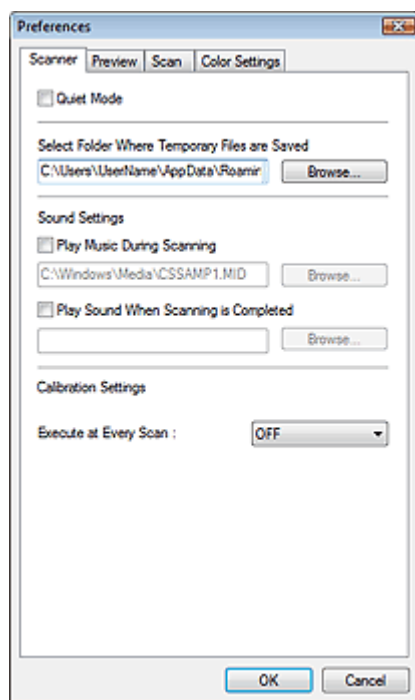 Preferences
Scanner Preview Scan Color Settings
Quiet Mode
Select Folder Where Temporary Files are Saved
C:\Users\UserName\AppData\Roamin Browse...
Sound Settings
Play Music During Scanning
C:\Windows\Media\CSSAMP1.MID Browse...
Play Sound When Scanning is Completed
Browse...
Calibration Settings
Execute at Every Scan : OFF
OK Cancel